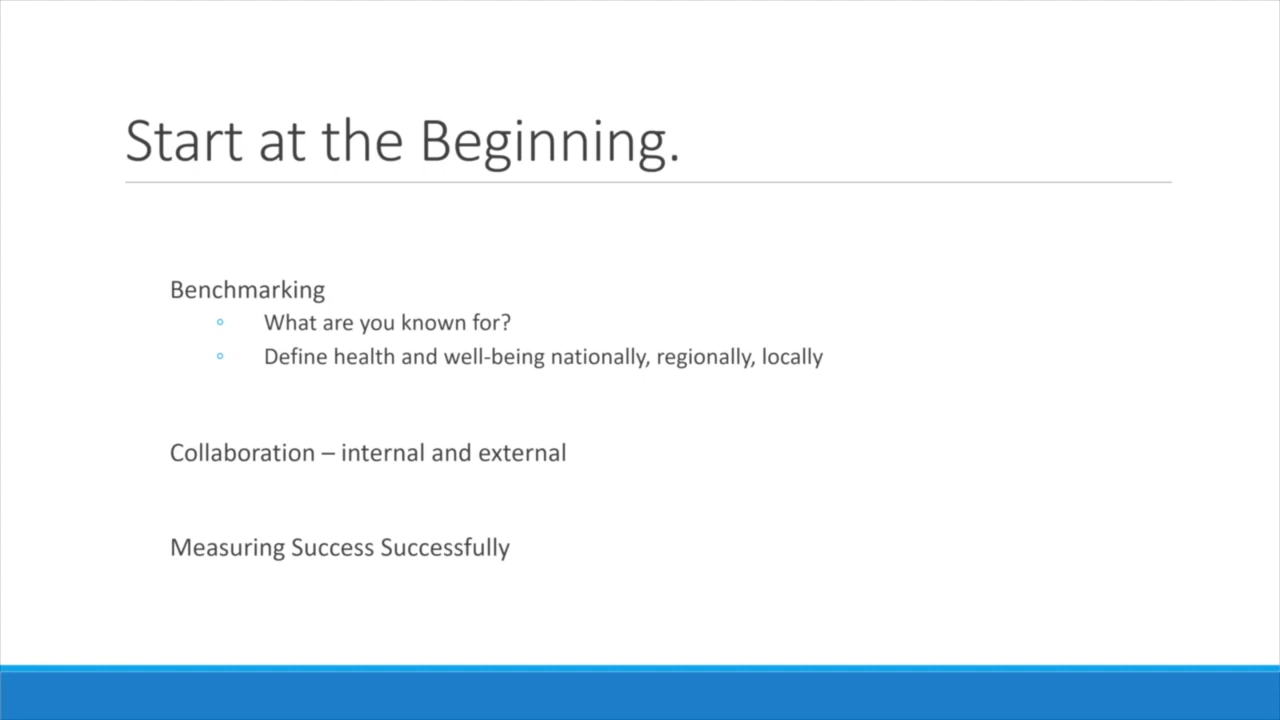 Start at the Beginning.
Benchmarking
◦ What are you known for?
◦ Define health and well-being nationally, regionally, locally
Collaboration – internal and external
Measuring Success Successfully